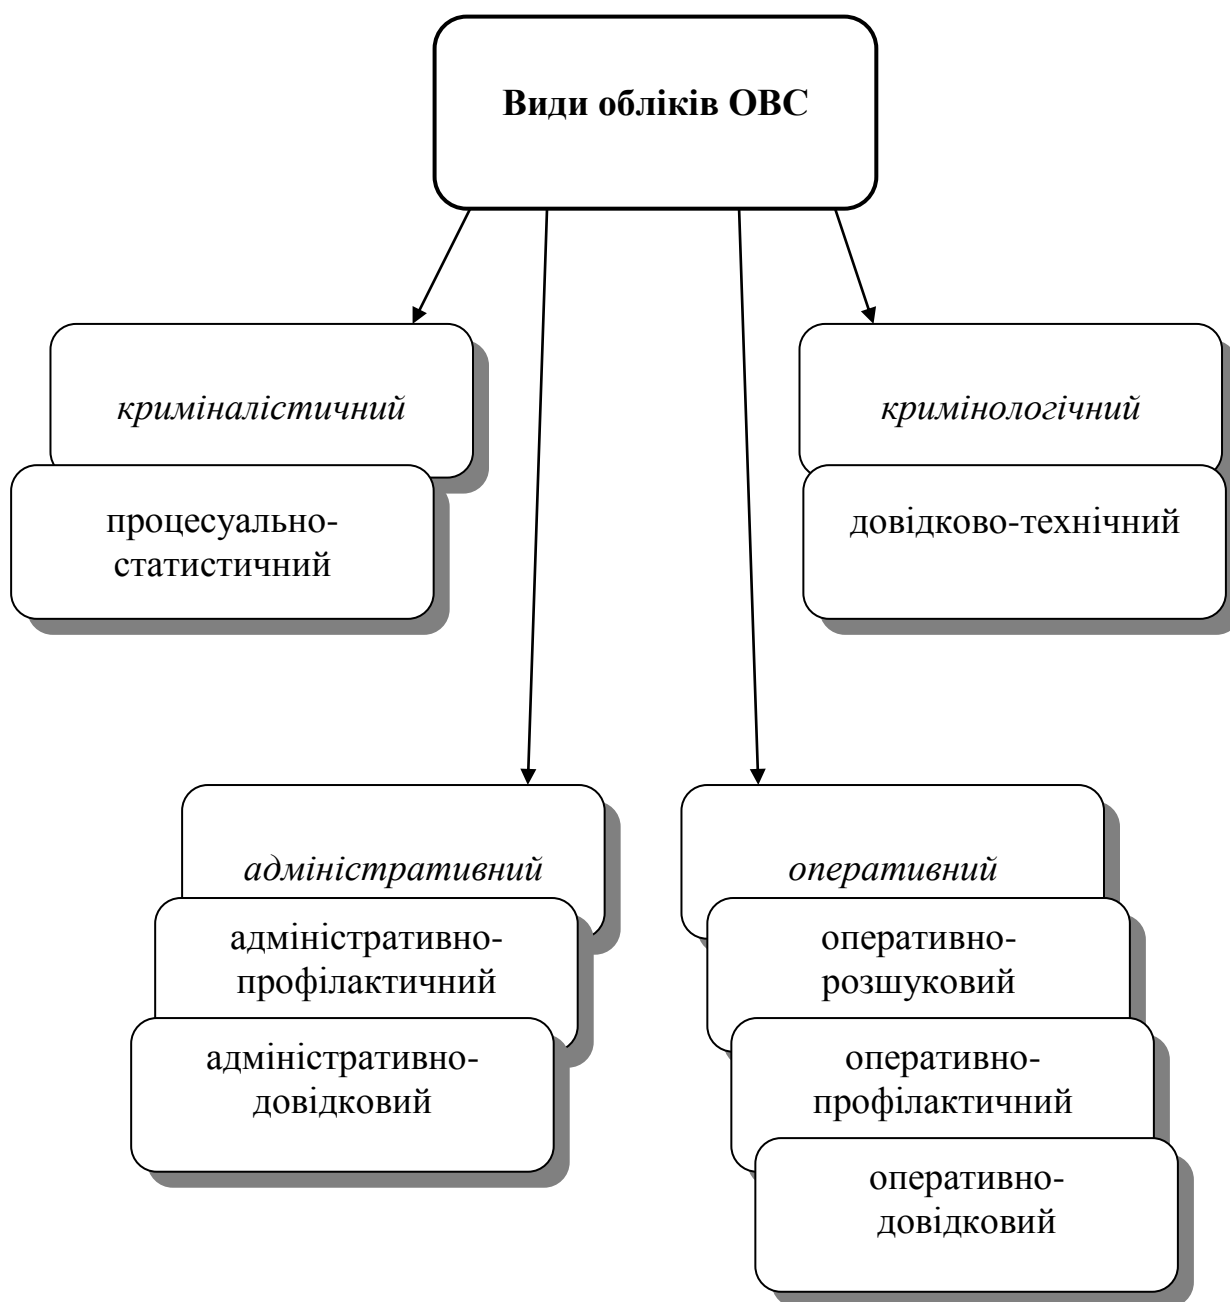 Види обліків ОВС
криміналістичний
процесуально-
статистичний
кримінологічний
довідково-технічний
адміністративний
адміністративно-
профілактичний
адміністративно-
довідковий
оперативний
оперативно-
розшуковий
оперативно-
профілактичний
оперативно-
довідковий